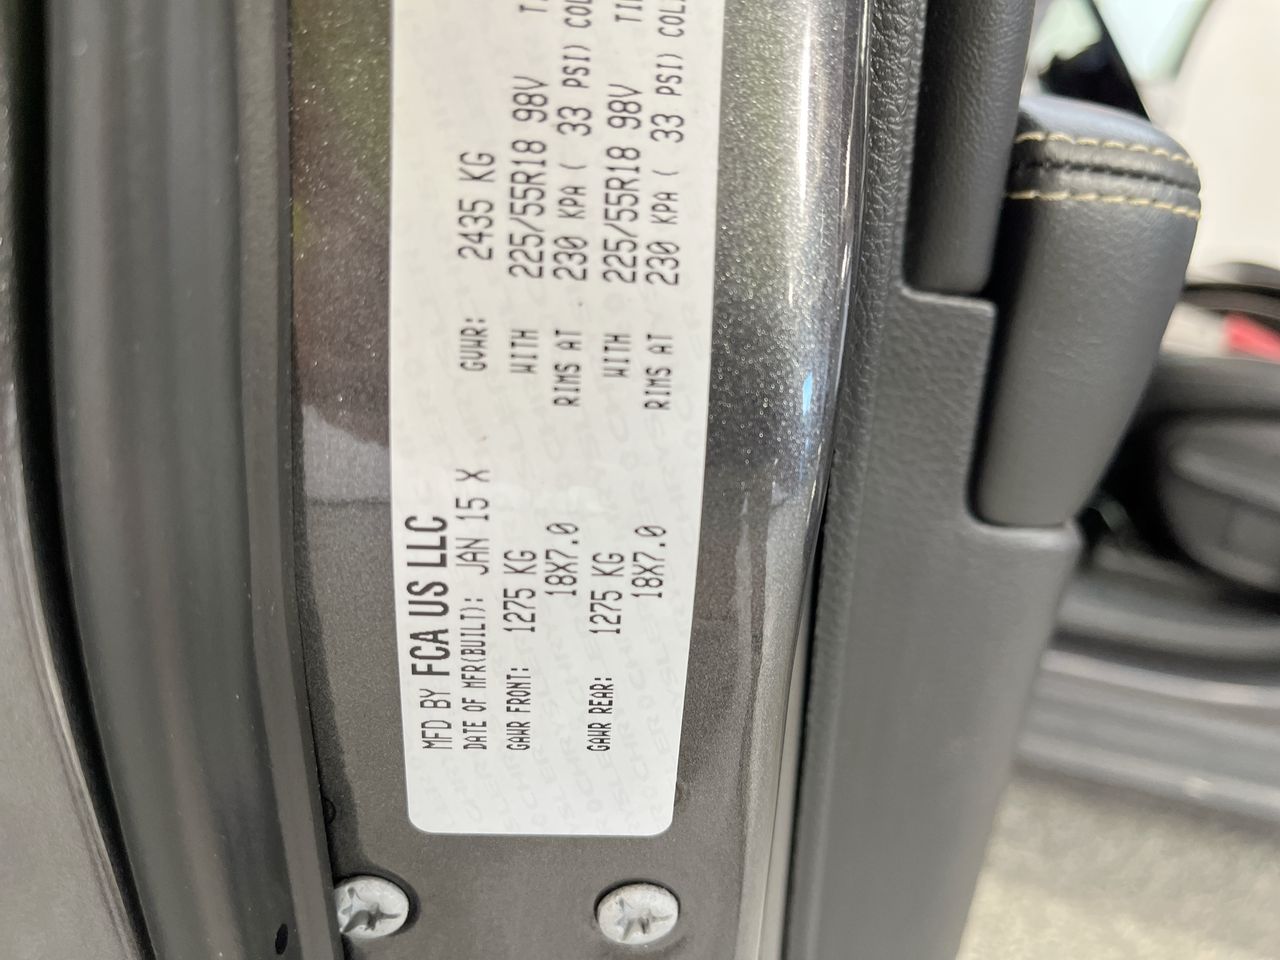 MFD BY FCA US LLC
DATE OF MFR(BUILT): JAN 15 X GVWR: 2435 KG
GAWR FRONT: 1275 KG WITH 225/55R18 98V
18X7.0 RIMS AT 230 KPA ( 33 PSI)
GAWR REAR: 1275 KG WITH 225/55R18 98V
18X7.0 RIMS AT 230 KPA ( 33 PSI)